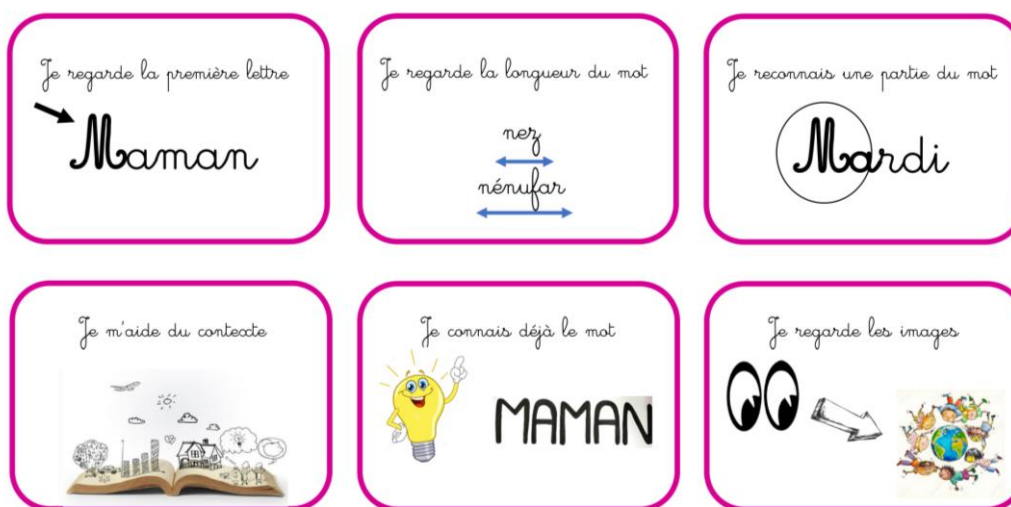 Je regarde la première lettre
Maman
Je regarde la longueur du mot
nez
nénufar
Je reconnais une partie du mot
Mardi
Je m'aide du contexte
Je connais déjà le mot
MAMAN
Je regarde les images